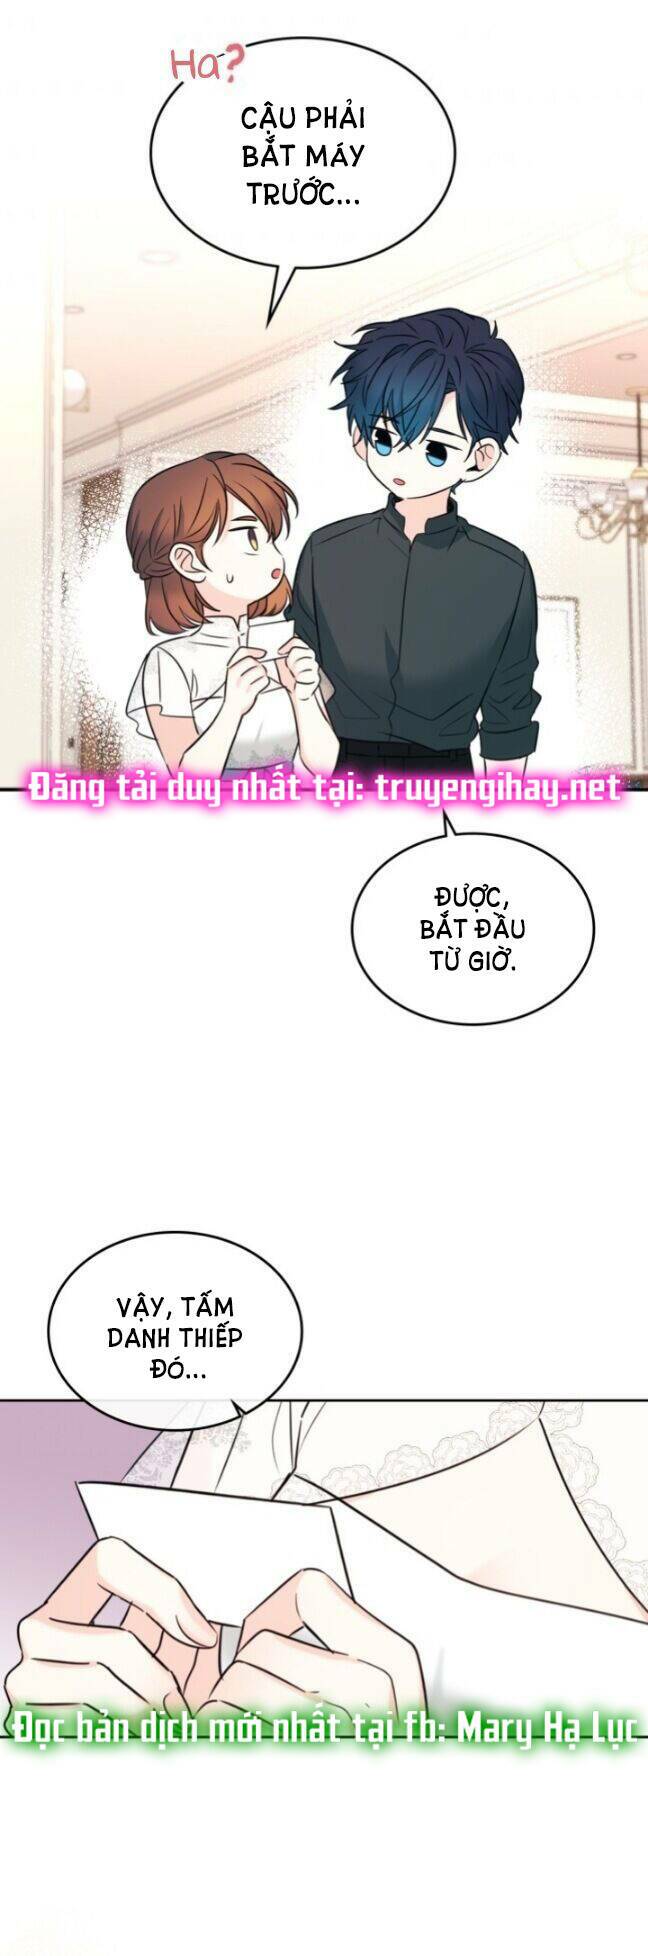 Ha?
CẬU PHẢI
BẮT MÁY
TRƯỚC...
Đăng tải duy nhất tại: truyengihay.net
ĐƯỢC,
BẮT ĐẦU
TỪ GIỜ.
VẬY, TẤM
DANH THIẾP
ĐÓ...
Đọc bản dịch mới nhất tại fb: Mary Hạ Lục